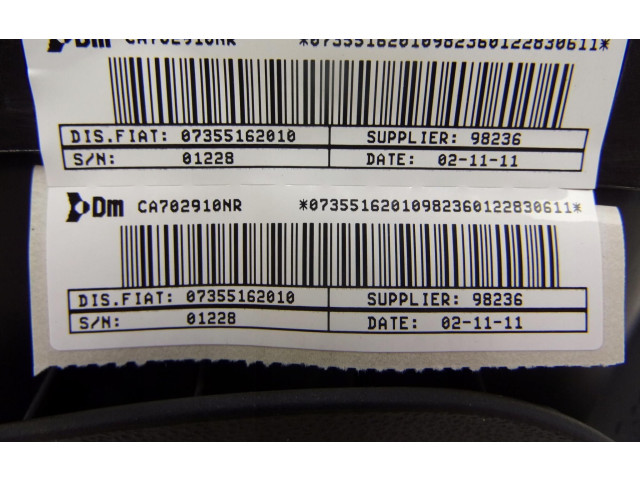 Dm CA702910NR *07355162010982360122830611*
DIS.FIAT: 07355162010 SUPPLIER: 98236
S/N: 01228 DATE: 02-11-11
Dm CA702910NR *07355162010982360122830611*
DIS.FIAT: 07355162010 SUPPLIER: 98236
S/N: 01228 DATE: 02-11-11